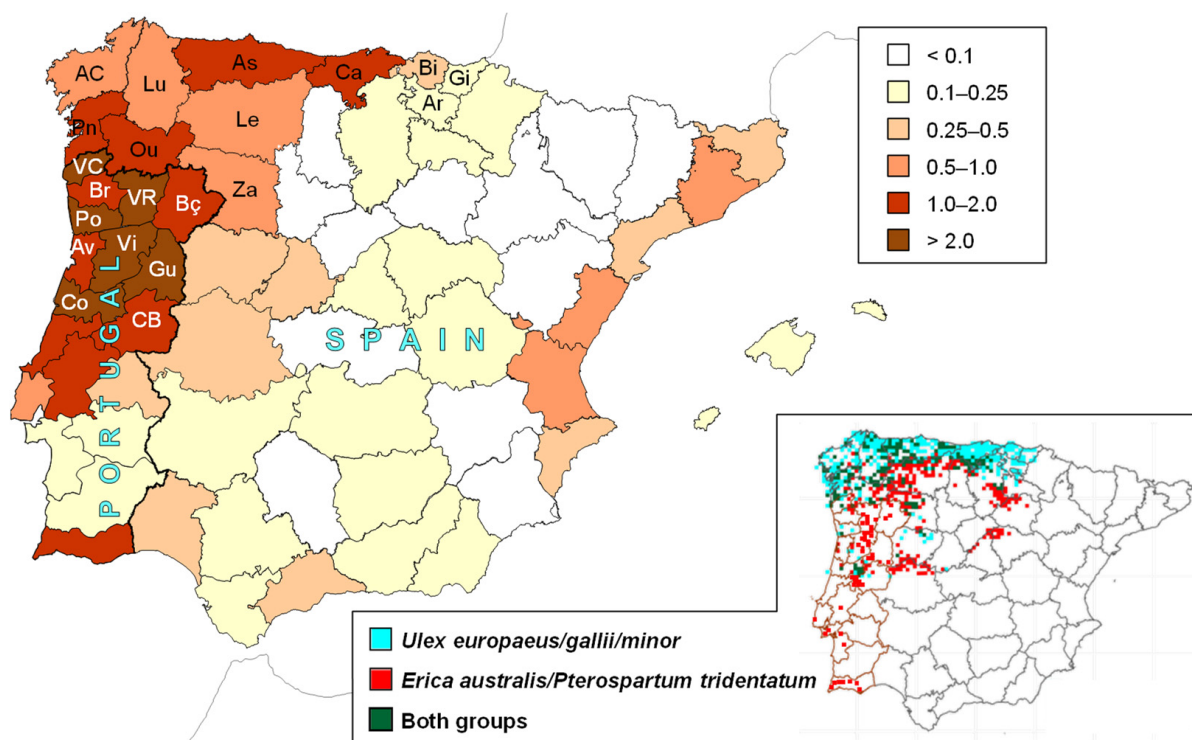 AC
Lu
As
Ca
Bi
Gi
Ar
Pn
Ou
Le
VC
Br
VR
Bç
Za
Po
Av
Vi
Gu
Co
CB
PORTUGAL
SPAIN
< 0.1
0.1–0.25
0.25–0.5
0.5–1.0
1.0–2.0
> 2.0
Ulex europaeus/gallii/minor
Erica australis/Pterospartum tridentatum
Both groups